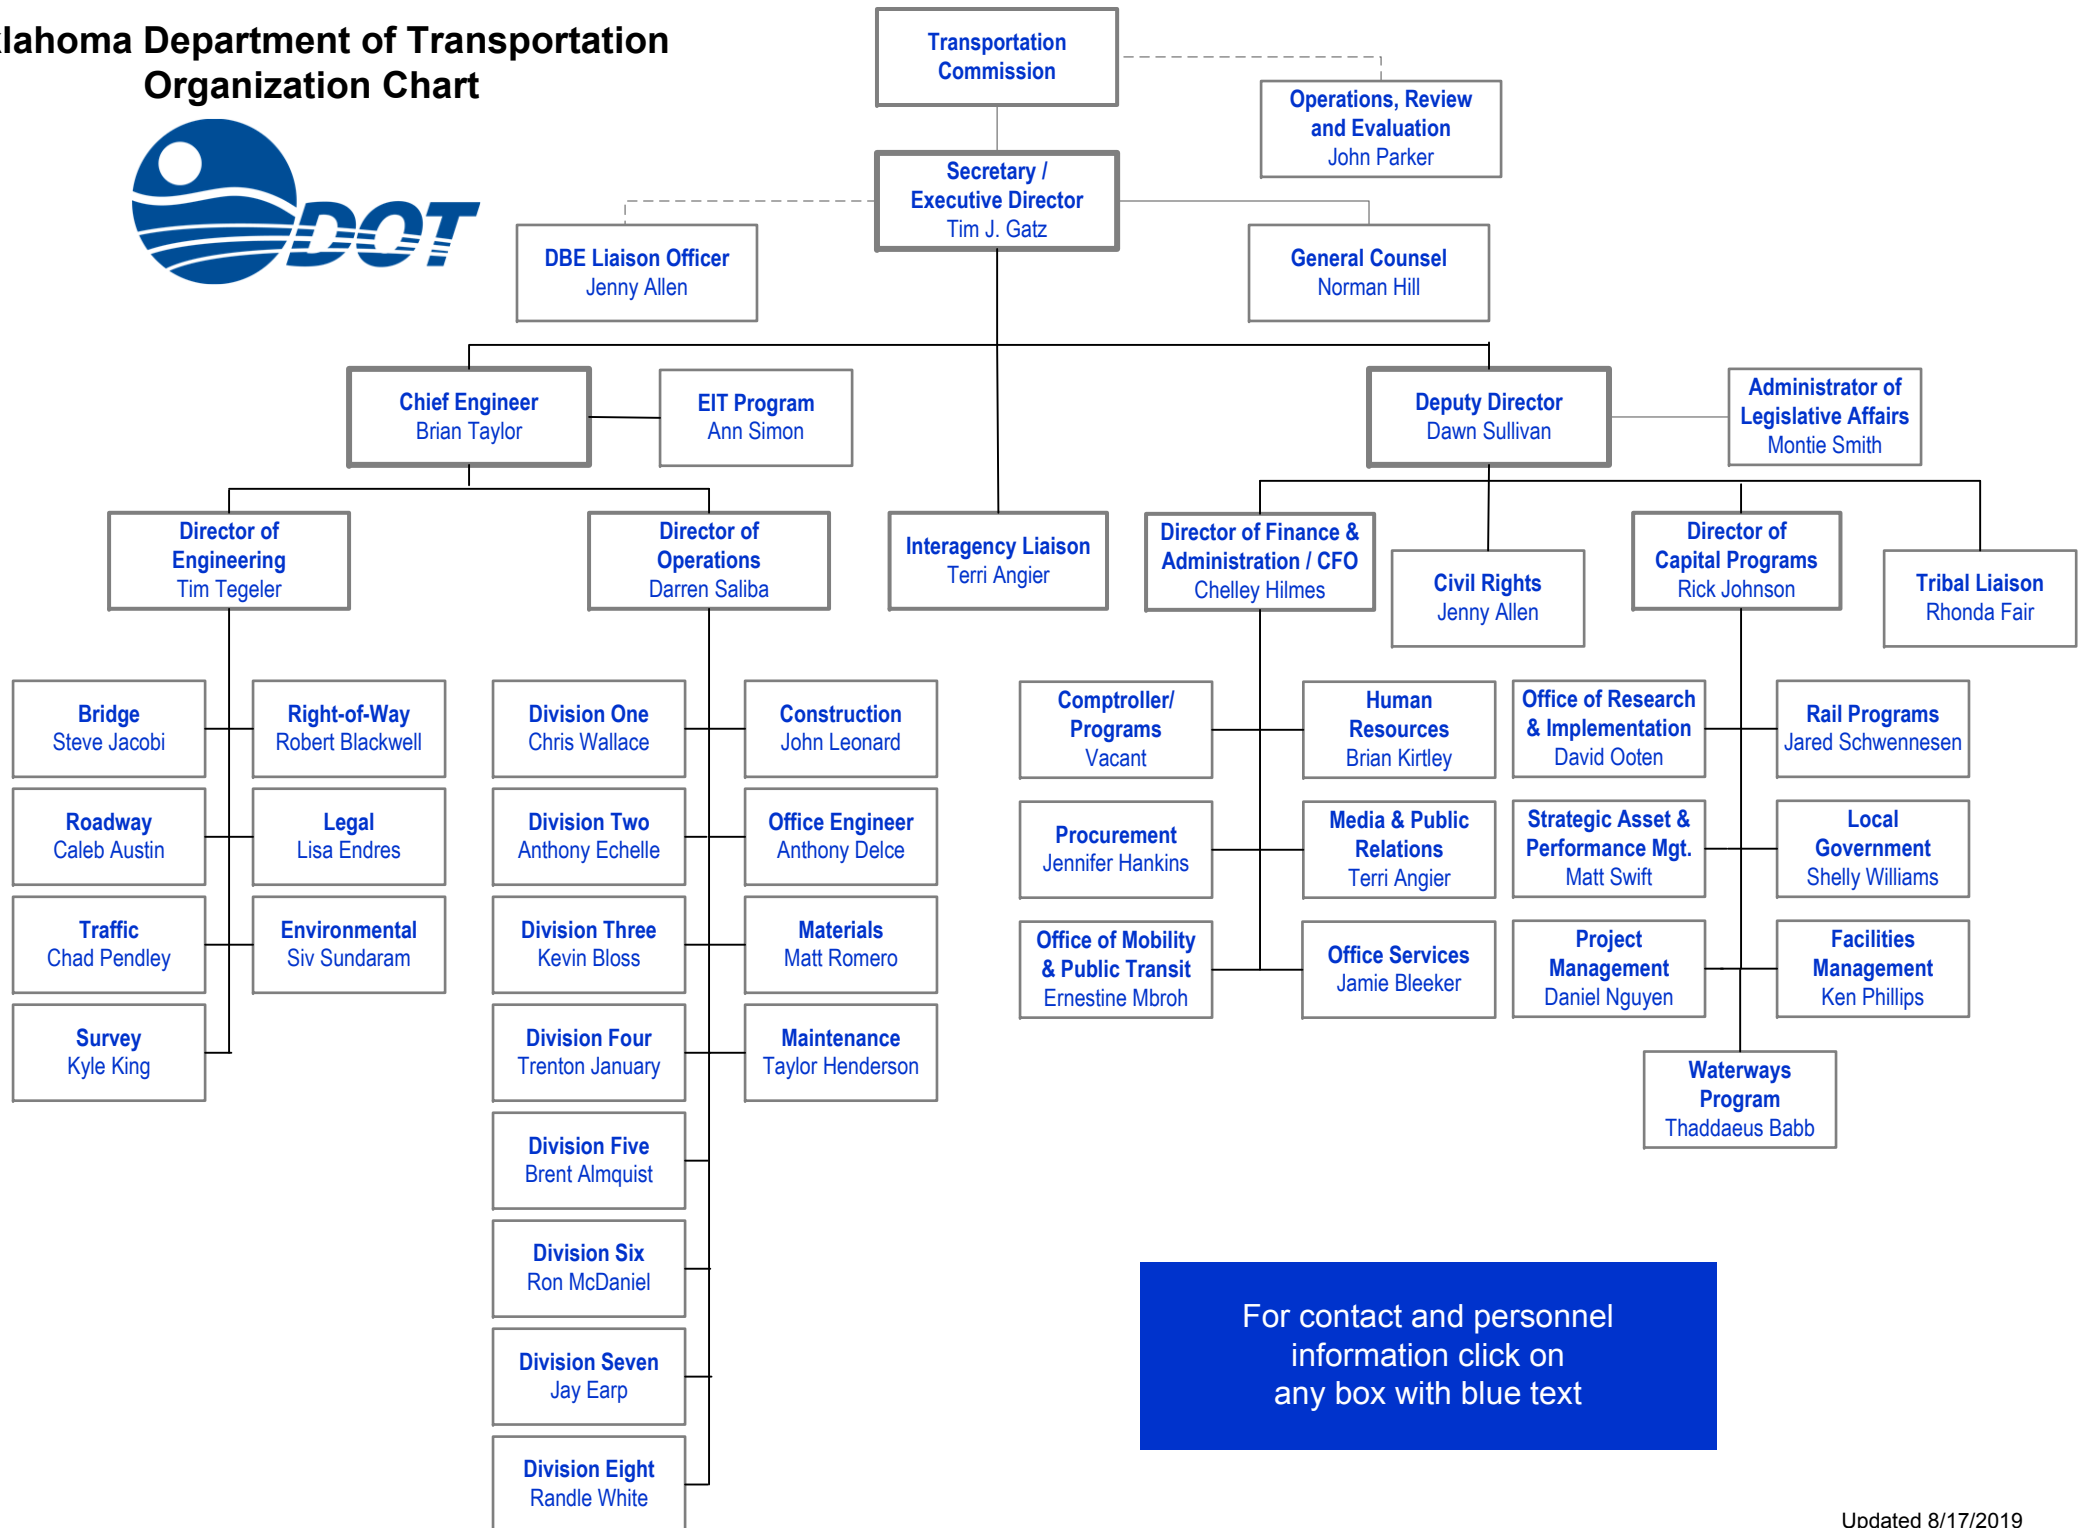 lahoma Department of Transportation
Organization Chart
DOT
Transportation
Commission
Operations, Review
and Evaluation
John Parker
Secretary /
Executive Director
Tim J. Gatz
DBE Liaison Officer
Jenny Allen
General Counsel
Norman Hill
Chief Engineer
Brian Taylor
EIT Program
Ann Simon
Deputy Director
Dawn Sullivan
Administrator of
Legislative Affairs
Montie Smith
Director of
Engineering
Tim Tegeler
Director of
Operations
Darren Saliba
Interagency Liaison
Terri Angier
Director of Finance &
Administration / CFO
Chelley Hilmes
Civil Rights
Jenny Allen
Director of
Capital Programs
Rick Johnson
Tribal Liaison
Rhonda Fair
Bridge
Steve Jacobi
Right-of-Way
Robert Blackwell
Roadway
Caleb Austin
Legal
Lisa Endres
Traffic
Chad Pendley
Environmental
Siv Sundaram
Survey
Kyle King
Division One
Chris Wallace
Construction
John Leonard
Division Two
Anthony Echelle
Office Engineer
Anthony Delce
Division Three
Kevin Bloss
Materials
Matt Romero
Division Four
Trenton January
Maintenance
Taylor Henderson
Division Five
Brent Almquist
Division Six
Ron McDaniel
Division Seven
Jay Earp
Division Eight
Randle White
Comptroller/
Programs
Vacant
Human
Resources
Brian Kirtley
Procurement
Jennifer Hankins
Media & Public
Relations
Terri Angier
Office of Mobility
& Public Transit
Ernestine Mbroh
Office Services
Jamie Bleeker
Office of Research
& Implementation
David Ooten
Rail Programs
Jared Schwennesen
Strategic Asset &
Performance Mgt.
Matt Swift
Local
Government
Shelly Williams
Project
Management
Daniel Nguyen
Facilities
Management
Ken Phillips
Waterways
Program
Thaddaeus Babb
For contact and personnel
information click on
any box with blue text
Updated 8/17/2019